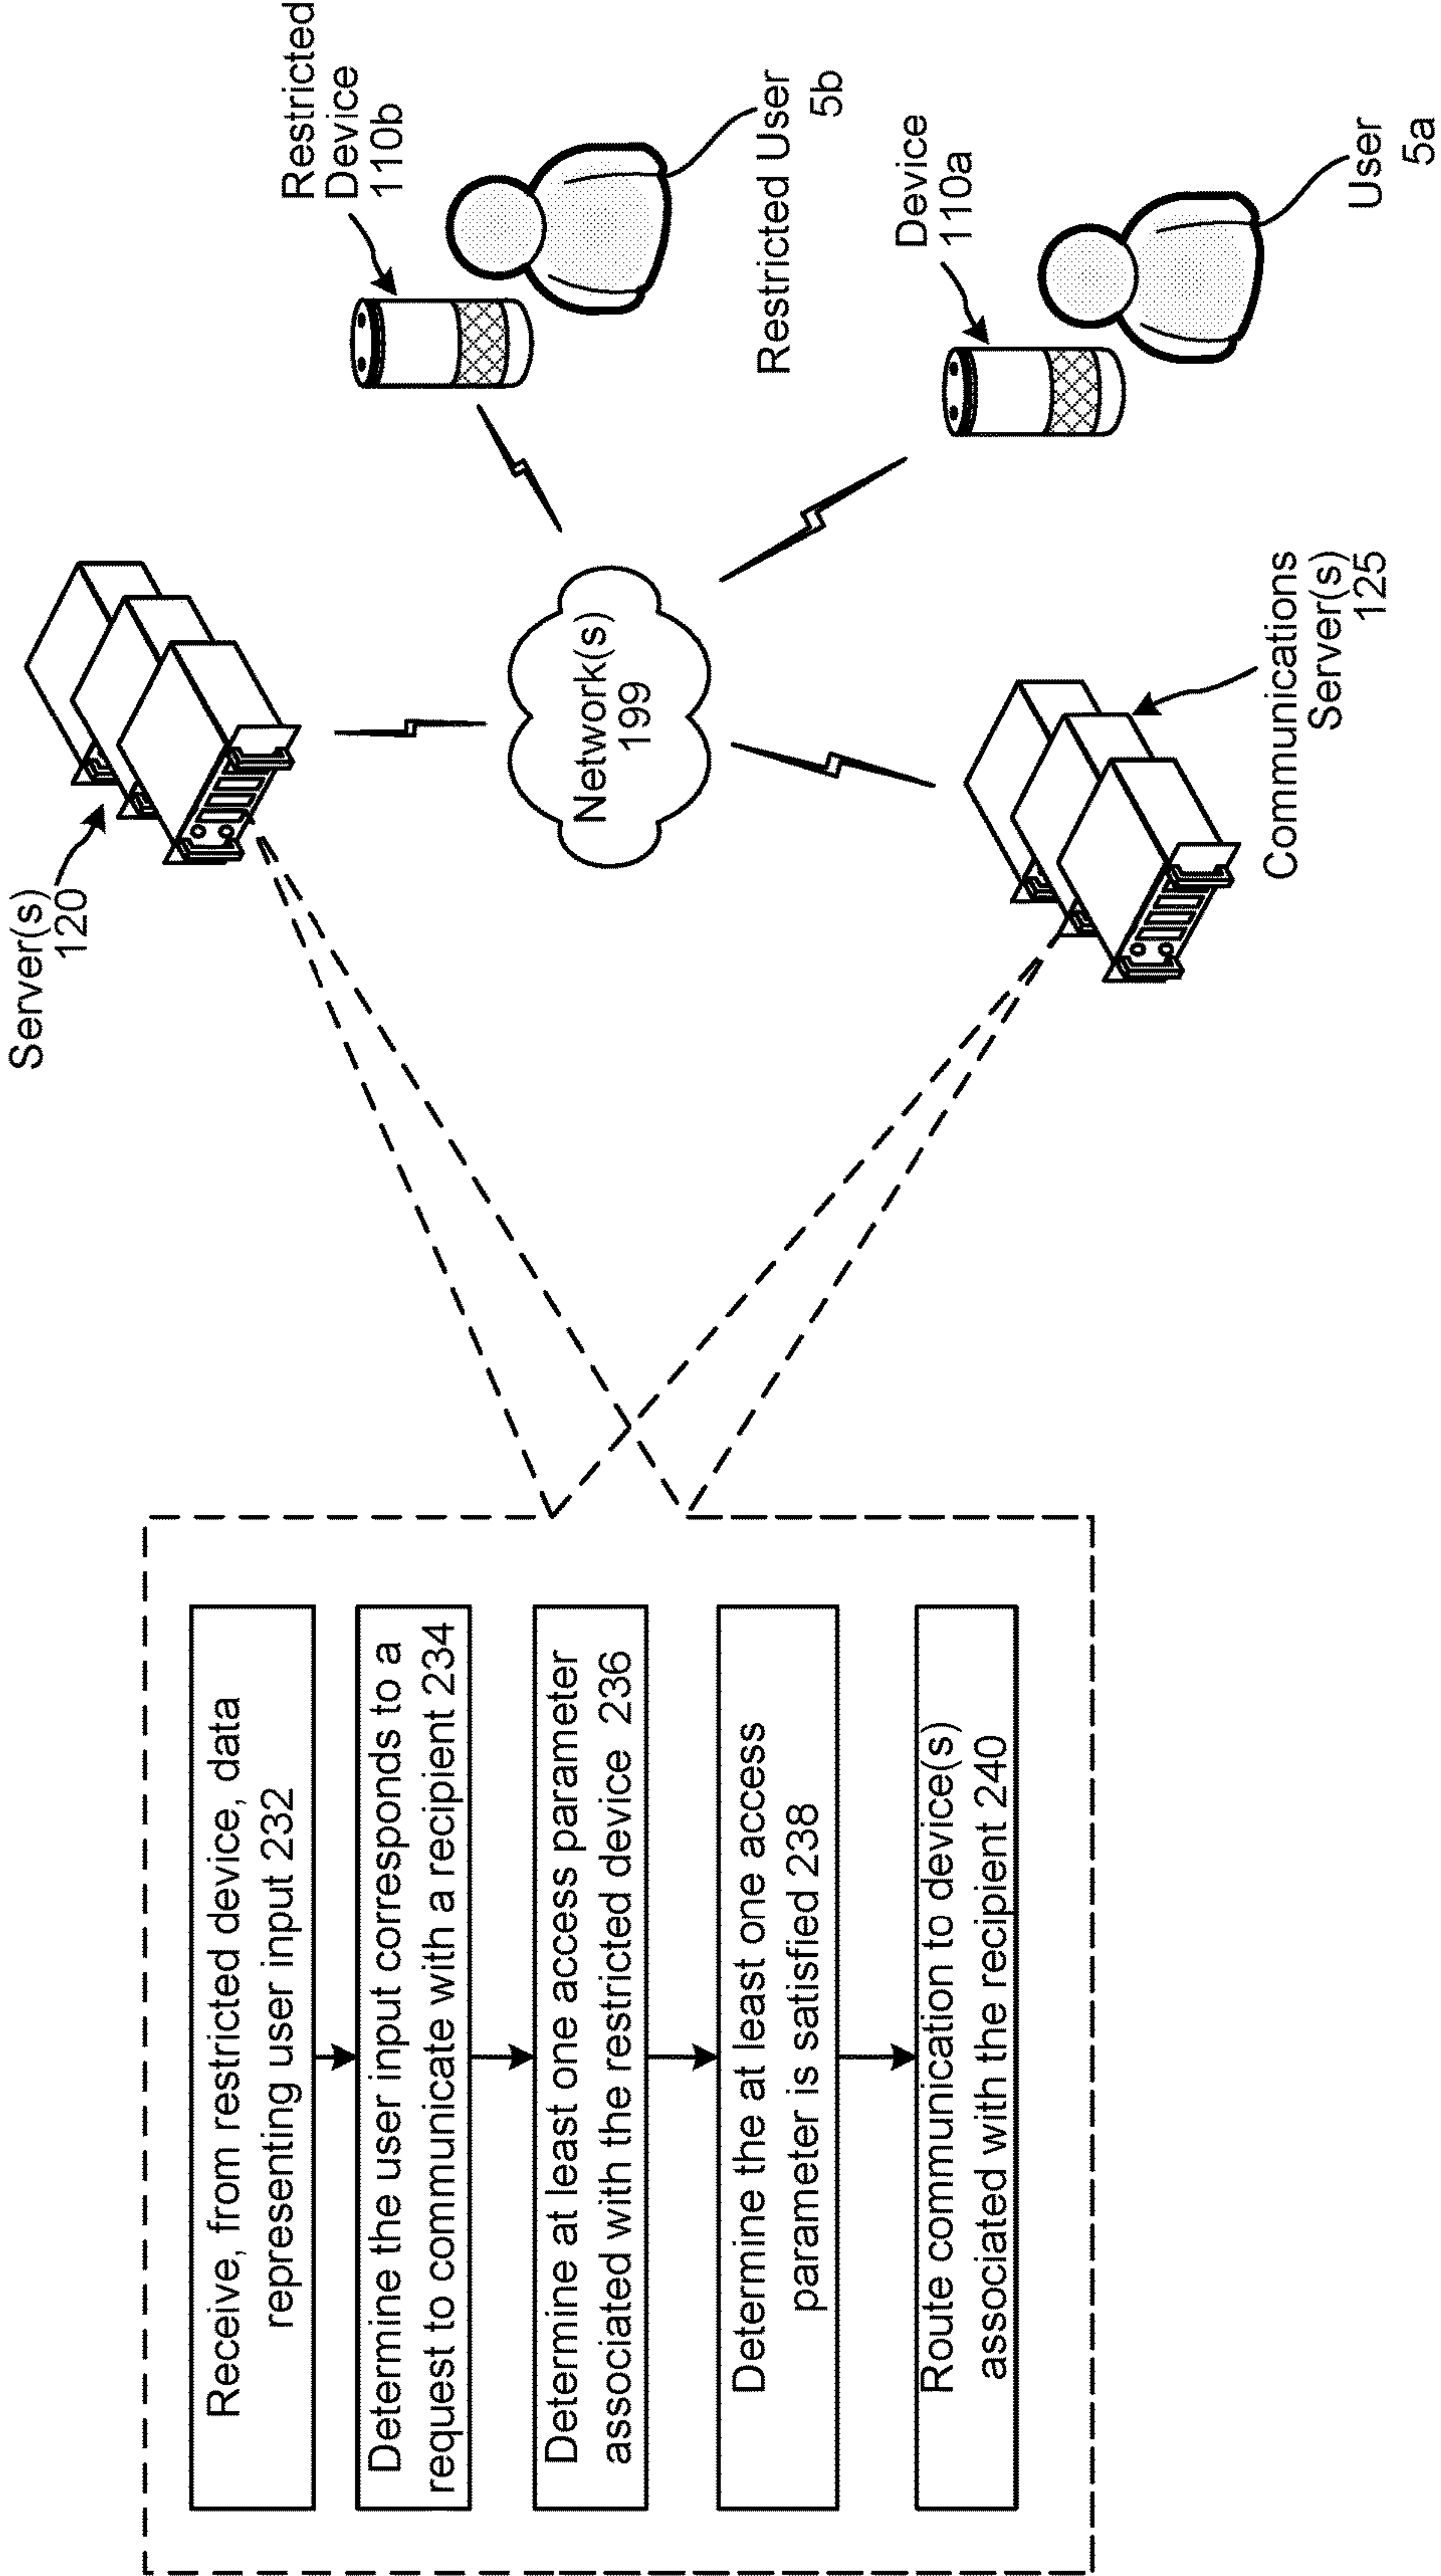 Receive, from restricted device, data
representing user input 232
Determine the user input corresponds to a
request to communicate with a recipient 234
Determine at least one access parameter
associated with the restricted device 236
Determine the at least one access
parameter is satisfied 238
Route communication to device(s)
associated with the recipient 240
Server(s)
120
Network(s)
199
Communications
Server(s)
125
Restricted
Device
110b
Restricted User
5b
Device
110a
User
5a